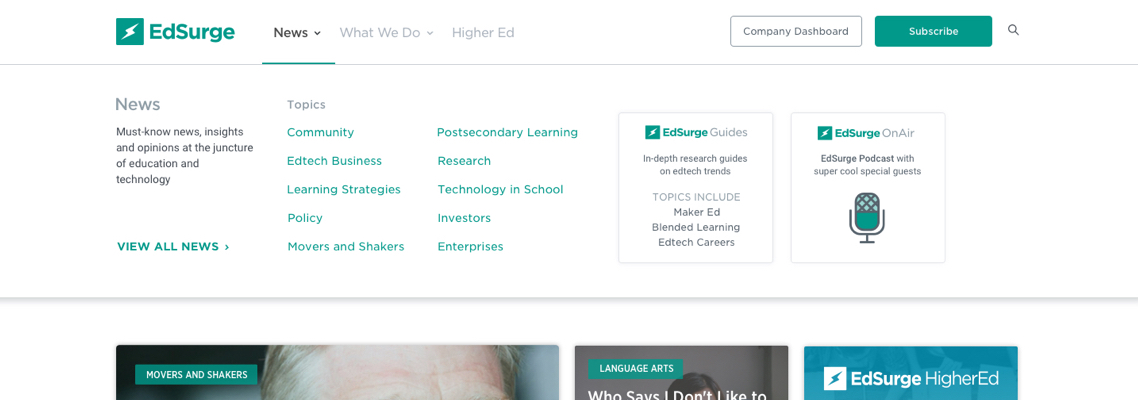 EdSurge
News
What We Do
Higher Ed
Company Dashboard
Subscribe
News
Must-know news, insights
and opinions at the juncture
of education and
technology
VIEW ALL NEWS ›
Topics
Community
Edtech Business
Learning Strategies
Policy
Movers and Shakers
Postsecondary Learning
Research
Technology in School
Investors
Enterprises
EdSurge Guides
In-depth research guides
on edtech trends
TOPICS INCLUDE
Maker Ed
Blended Learning
Edtech Careers
EdSurge OnAir
EdSurge Podcast with
super cool special guests
MOVERS AND SHAKERS
LANGUAGE ARTS
Who Says I Don't Like to
EdSurge HigherEd